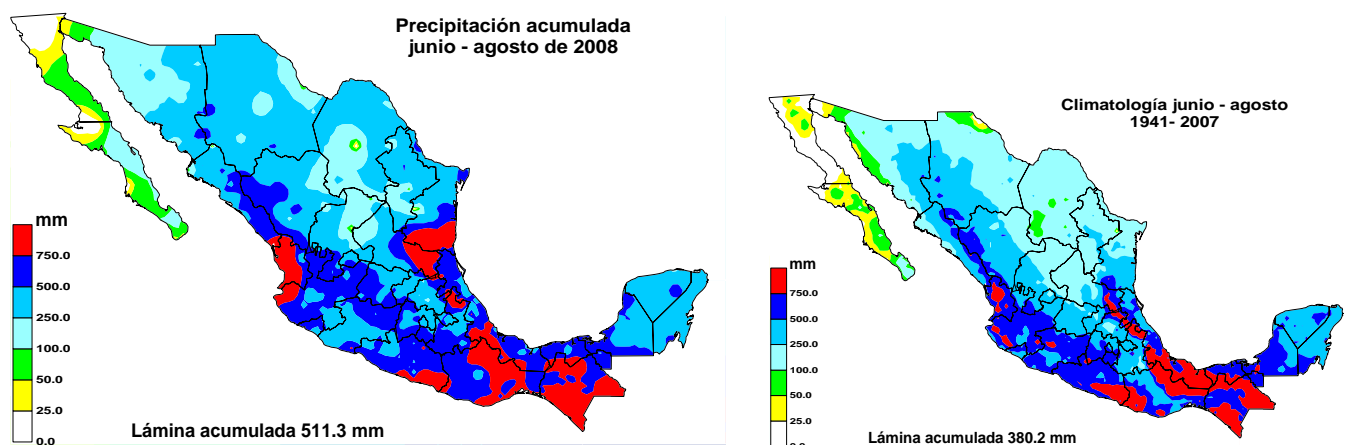 Precipitación acumulada
junio - agosto de 2008
mm
750.0
500.0
250.0
100.0
50.0
25.0
0.0
Lámina acumulada 511.3 mm
Climatología junio - agosto
1941- 2007
mm
750.0
500.0
250.0
100.0
50.0
25.0
0.0
Lámina acumulada 380.2 mm